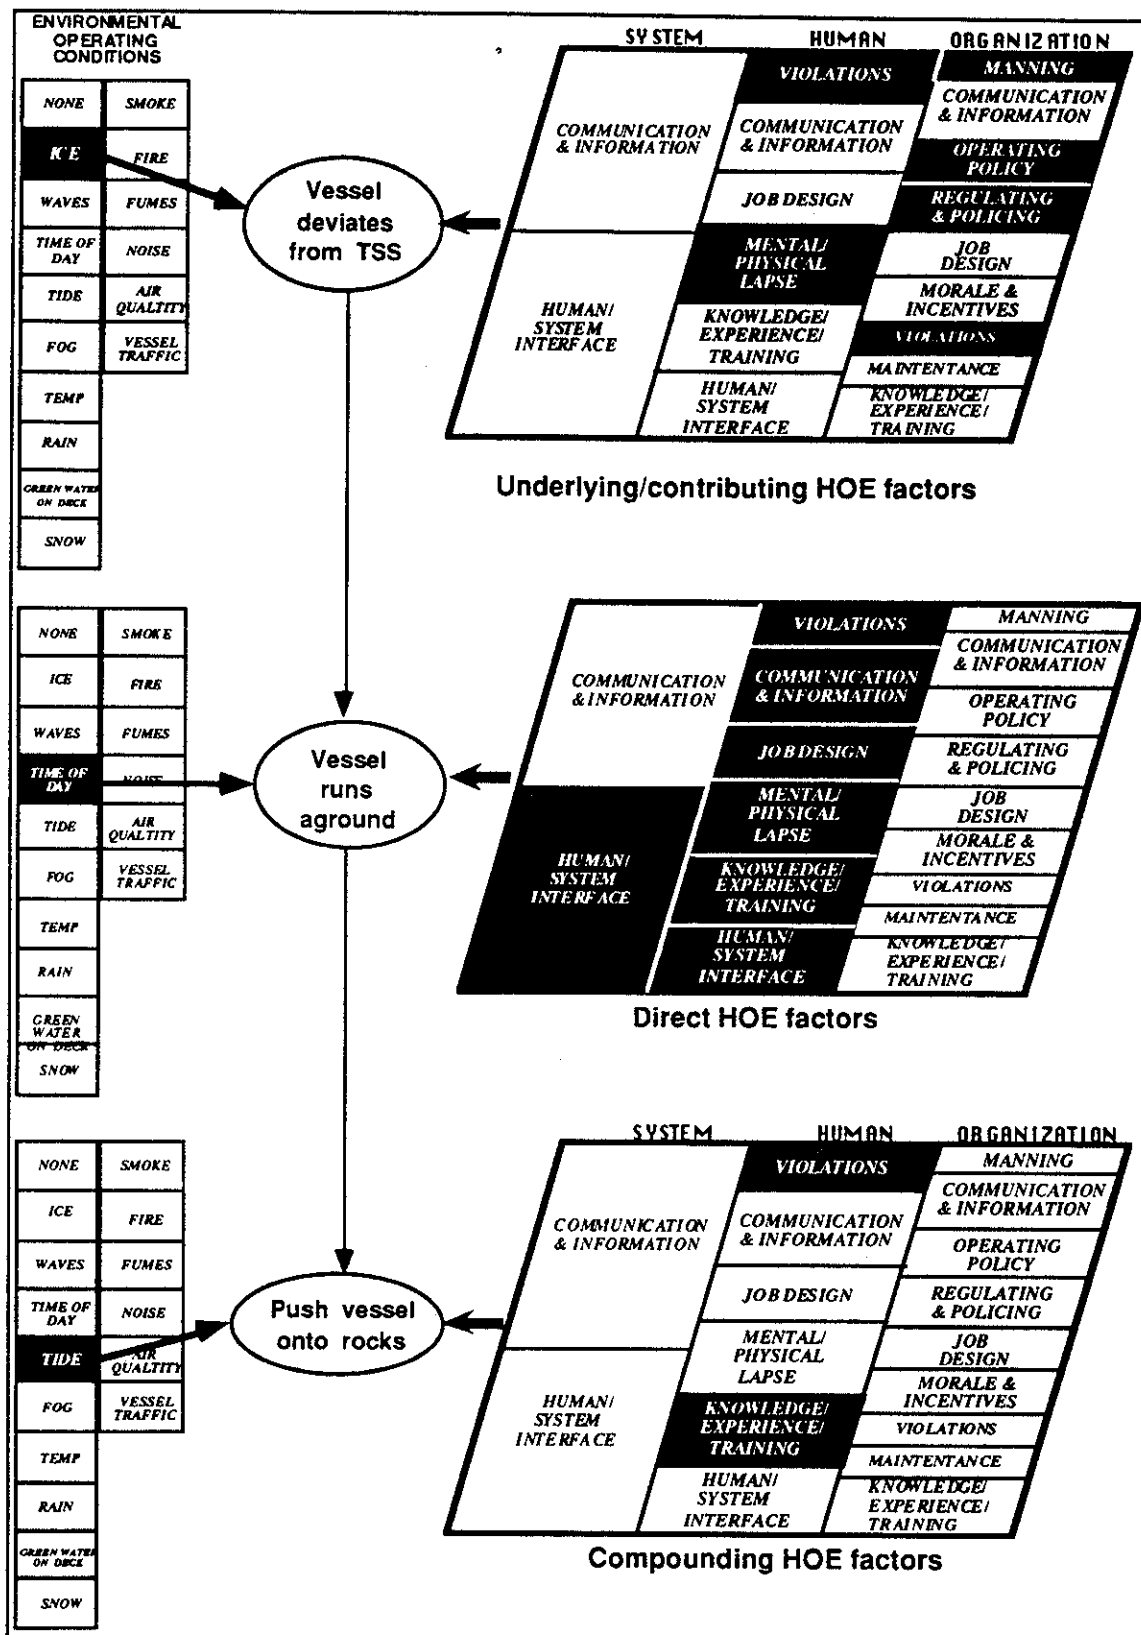 ENVIRONMENTAL
OPERATING
CONDITIONS
NONE
ICE
WAVES
TIME OF
DAY
TIDE
FOG
TEMP
RAIN
GREEN WATER
ON DECK
SNOW
SMOKE
FIRE
FUMES
NOISE
AIR
QUALTITY
VESSEL
TRAFFIC
Vessel
deviates
from TSS
SYSTEM
HUMAN
ORGANIZATION
COMMUNICATION
& INFORMATION
HUMAN/
SYSTEM
INTERFACE
VIOLATIONS
COMMUNICATION
& INFORMATION
JOB DESIGN
MENTAL/
PHYSICAL
LAPSE
KNOWLEDGE/
EXPERIENCE/
TRAINING
HUMAN/
SYSTEM
INTERFACE
MANNING
COMMUNICATION
& INFORMATION
OPERATING
POLICY
REGULATING
& POLICING
JOB
DESIGN
MORALE &
INCENTIVES
VIOLATIONS
MAINTENTANCE
KNOWLEDGE/
EXPERIENCE/
TRAINING
Underlying/contributing HOE factors
NONE
ICE
WAVES
TIME OF
DAY
TIDE
FOG
TEMP
RAIN
GREEN
WATER
ON DECK
SNOW
SMOKE
FIRE
FUMES
NOISE
AIR
QUALTITY
VESSEL
TRAFFIC
Vessel
runs
aground
COMMUNICATION
& INFORMATION
HUMAN/
SYSTEM
INTERFACE
VIOLATIONS
COMMUNICATION
& INFORMATION
JOB DESIGN
MENTAL/
PHYSICAL
LAPSE
KNOWLEDGE/
EXPERIENCE/
TRAINING
HUMAN/
SYSTEM
INTERFACE
MANNING
COMMUNICATION
& INFORMATION
OPERATING
POLICY
REGULATING
& POLICING
JOB
DESIGN
MORALE &
INCENTIVES
VIOLATIONS
MAINTENTANCE
KNOWLEDGE/
EXPERIENCE/
TRAINING
Direct HOE factors
NONE
ICE
WAVES
TIME OF
DAY
TIDE
FOG
TEMP
RAIN
GREEN WATER
ON DECK
SNOW
SMOKE
FIRE
FUMES
NOISE
AIR
QUALTITY
VESSEL
TRAFFIC
Push vessel
onto rocks
SYSTEM
HUMAN
ORGANIZATION
COMMUNICATION
& INFORMATION
HUMAN/
SYSTEM
INTERFACE
VIOLATIONS
COMMUNICATION
& INFORMATION
JOB DESIGN
MENTAL/
PHYSICAL
LAPSE
KNOWLEDGE/
EXPERIENCE/
TRAINING
HUMAN/
SYSTEM
INTERFACE
MANNING
COMMUNICATION
& INFORMATION
OPERATING
POLICY
REGULATING
& POLICING
JOB
DESIGN
MORALE &
INCENTIVES
VIOLATIONS
MAINTENTANCE
KNOWLEDGE/
EXPERIENCE/
TRAINING
Compounding HOE factors